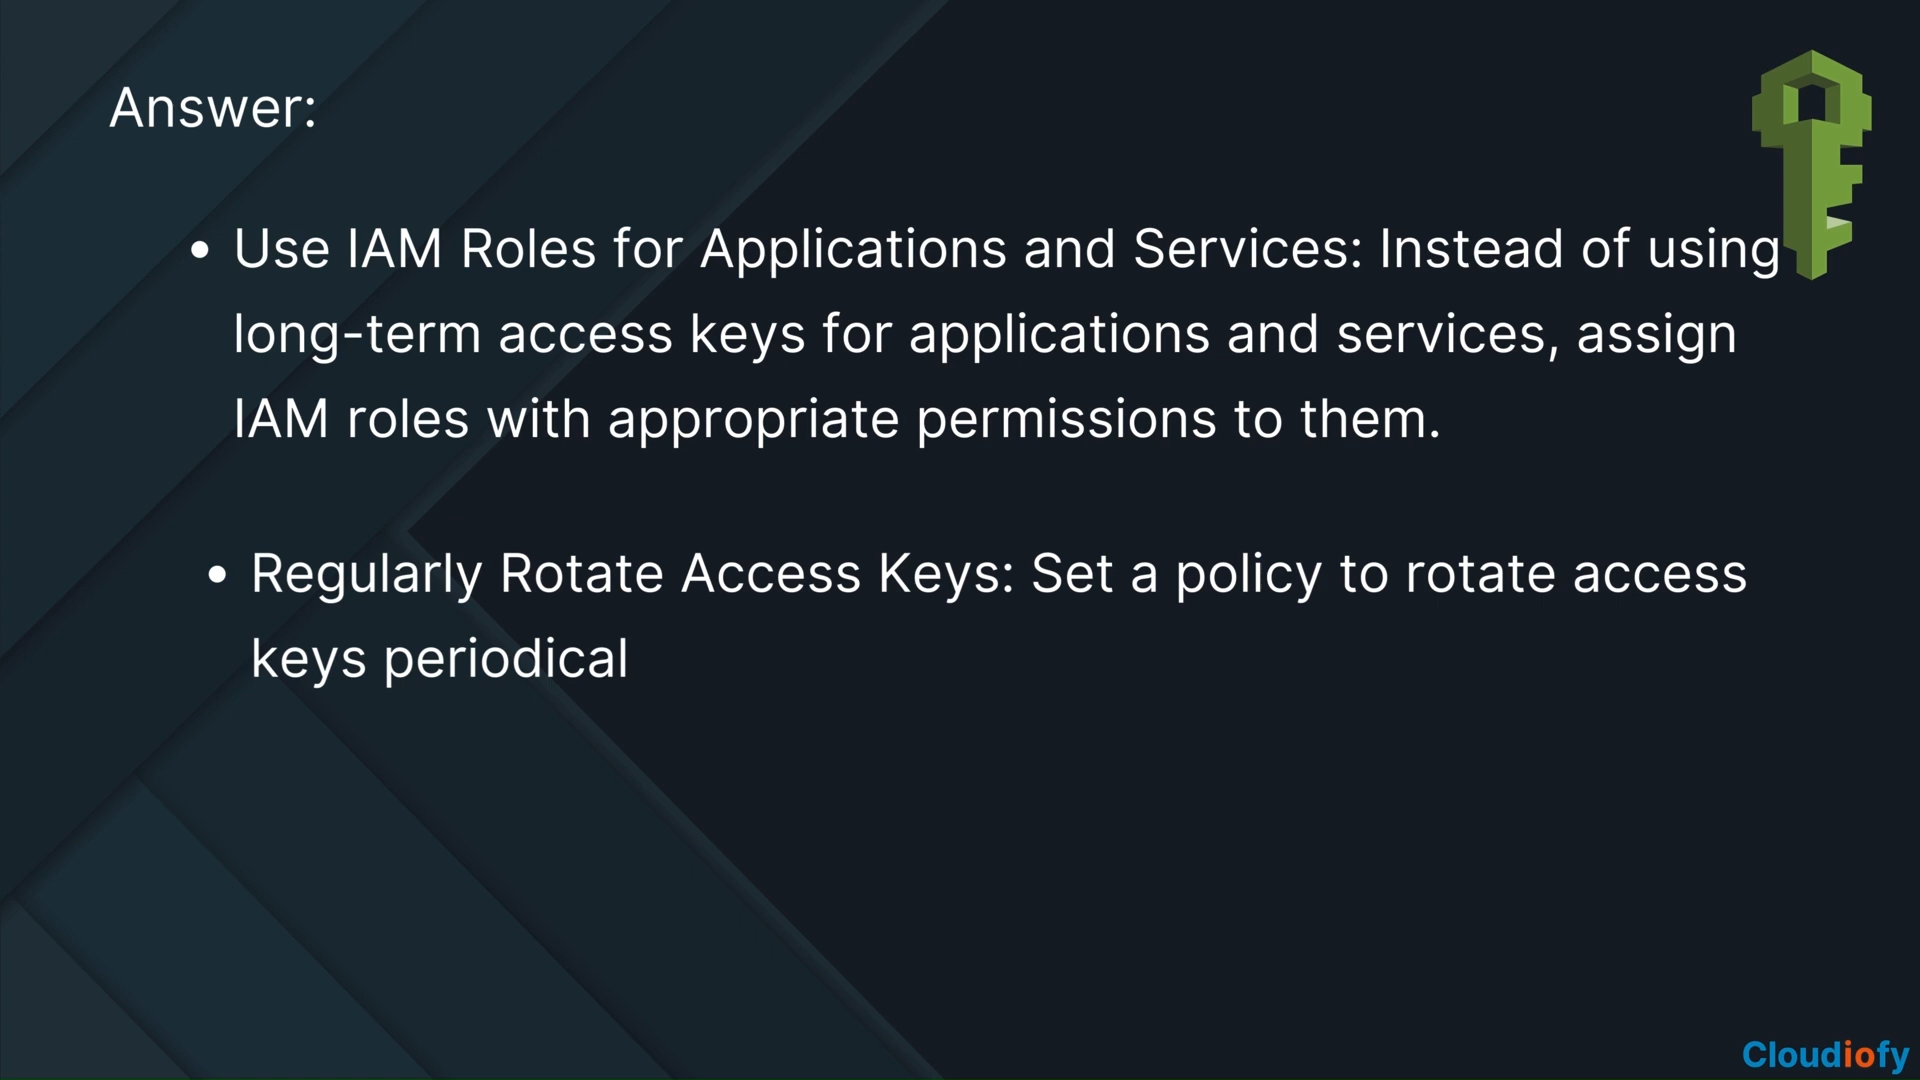 Answer:
• Use IAM Roles for Applications and Services: Instead of using
long-term access keys for applications and services, assign
IAM roles with appropriate permissions to them.
• Regularly Rotate Access Keys: Set a policy to rotate access
keys periodical
Cloudiofy